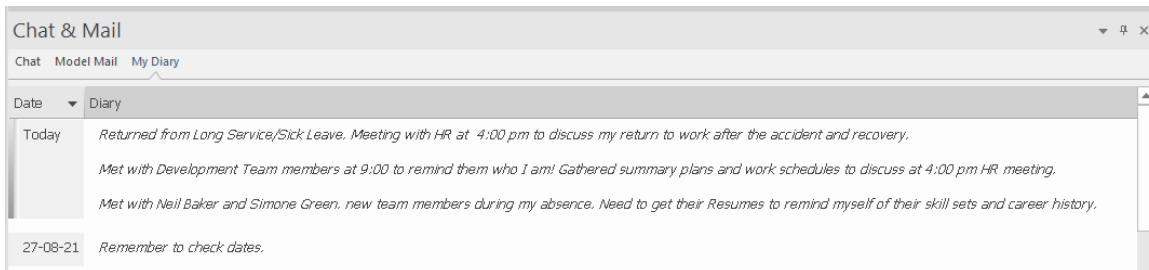 Chat & Mail
Chat Model Mail My Diary
Date Diary
Today Returned from Long Service/Sick Leave. Meeting with HR at 4:00 pm to discuss my return to work after the accident and recovery.
Met with Development Team members at 9:00 to remind them who I am! Gathered summary plans and work schedules to discuss at 4:00 pm HR meeting.
Met with Neil Baker and Simone Green, new team members during my absence. Need to get their Resumes to remind myself of their skill sets and career history.
27-08-21 Remember to check dates.